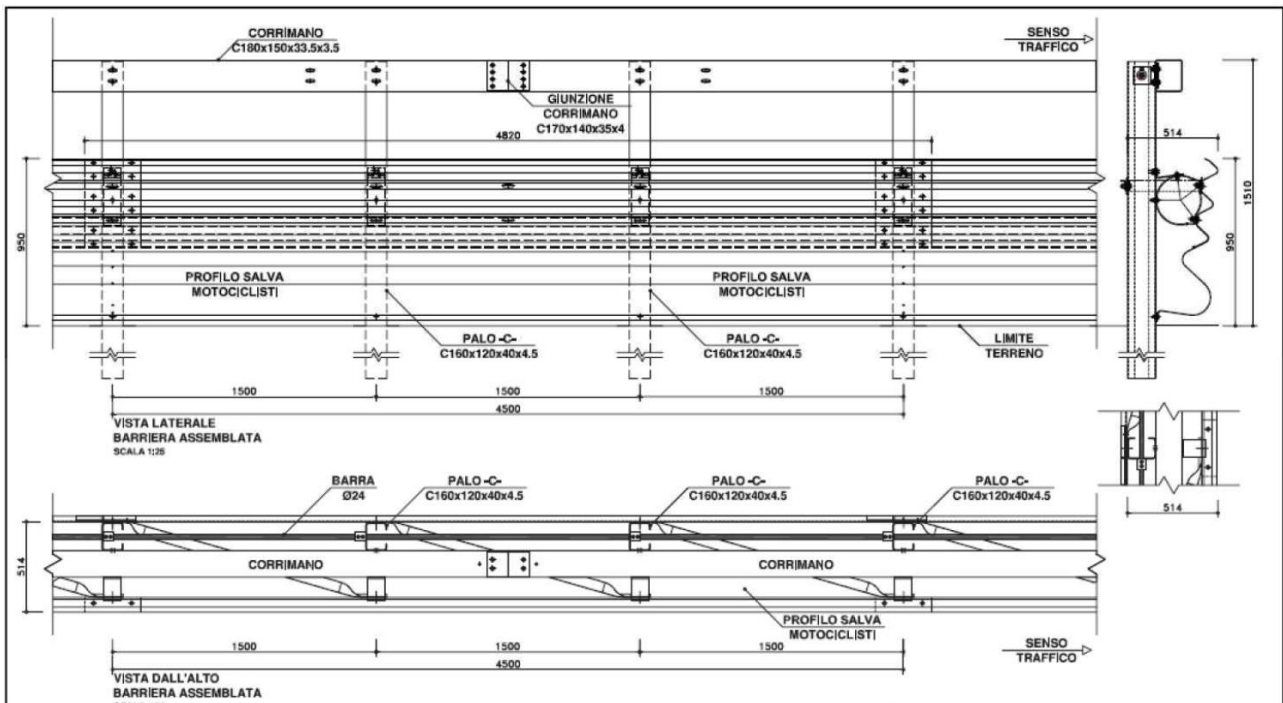 CORRIMANO
C180x150x33.5x3.5
SENSO
TRAFFICO
GIUNZIONE
CORRIMANO
C170x140x35x4
4820
514
1510
950
950
PROFILO SALVA
MOTOCICLISTI
PROFILO SALVA
MOTOCICLISTI
PALO -C-
C160x120x40x4.5
PALO -C-
C160x120x40x4.5
LIMITE
TERRENO
1500
1500
1500
4500
VISTA LATERALE
BARRIERA ASSEMBLATA
SCALA 1:25
514
BARRA
Ø24
PALO -C-
C160x120x40x4.5
PALO -C-
C160x120x40x4.5
PALO -C-
C160x120x40x4.5
514
CORRIMANO
CORRIMANO
PROFILO SALVA
MOTOCICLISTI
1500
1500
1500
4500
SENSO
TRAFFICO
VISTA DALL'ALTO
BARRIERA ASSEMBLATA